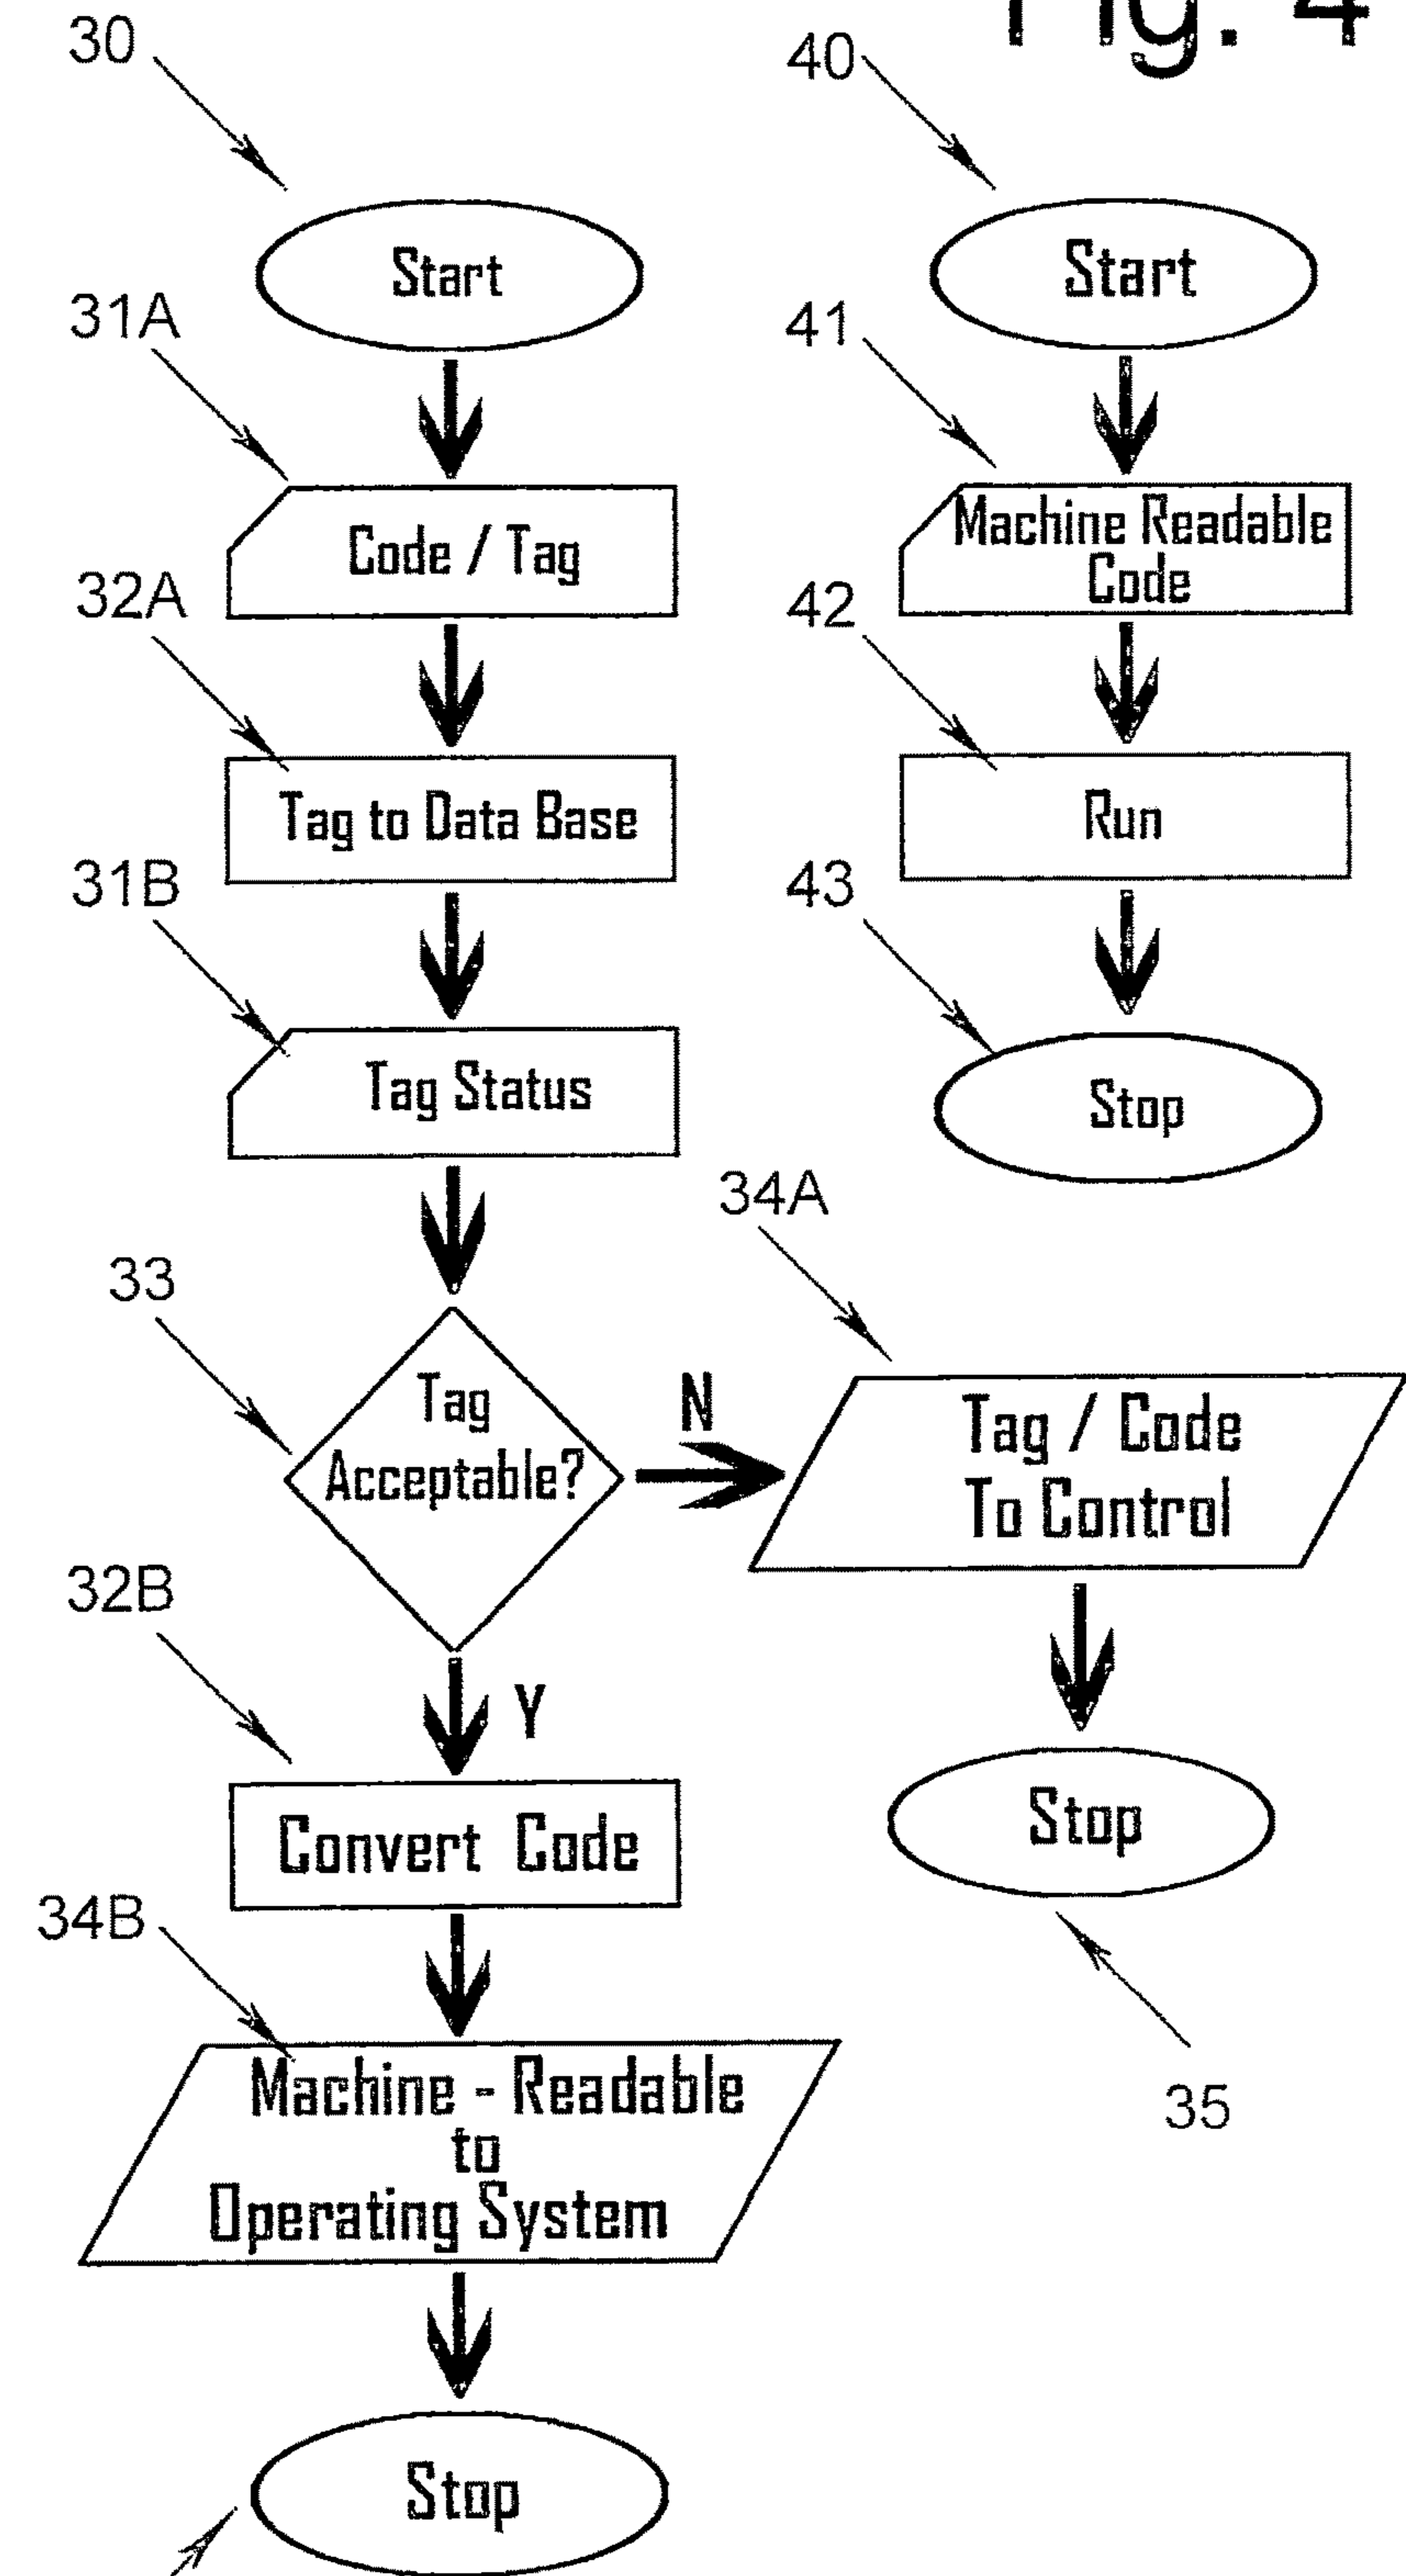 Fig. 4
30
40
Start
Start
31A
41
Code / Tag
Machine Readable
Code
32A
42
Tag to Data Base
Run
31B
43
Tag Status
Stop
34A
33
Tag
Acceptable?
N
Tag / Code
To Control
32B
Y
Convert Code
Stop
34B
Machine - Readable
to
Operating System
35
Stop